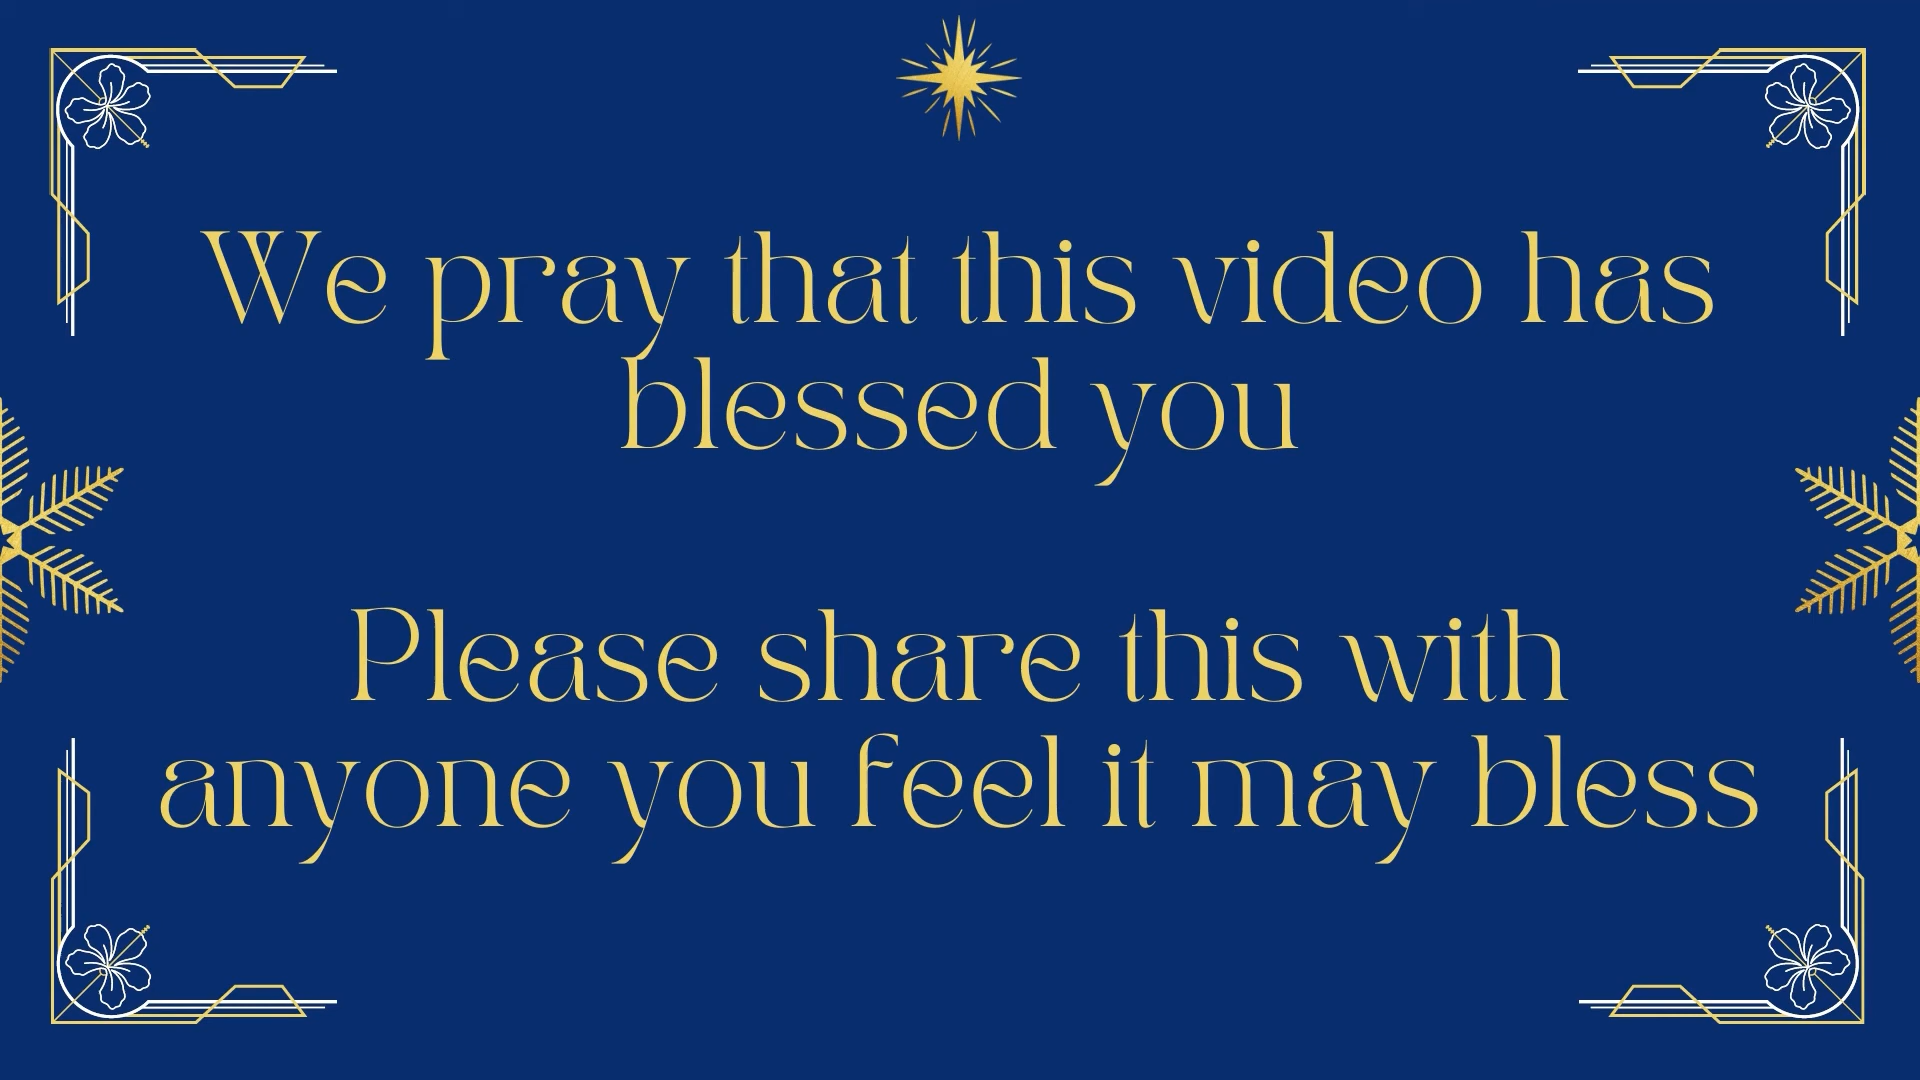 We pray that this video has
blessed you
Please share this with
anyone you feel it may bless